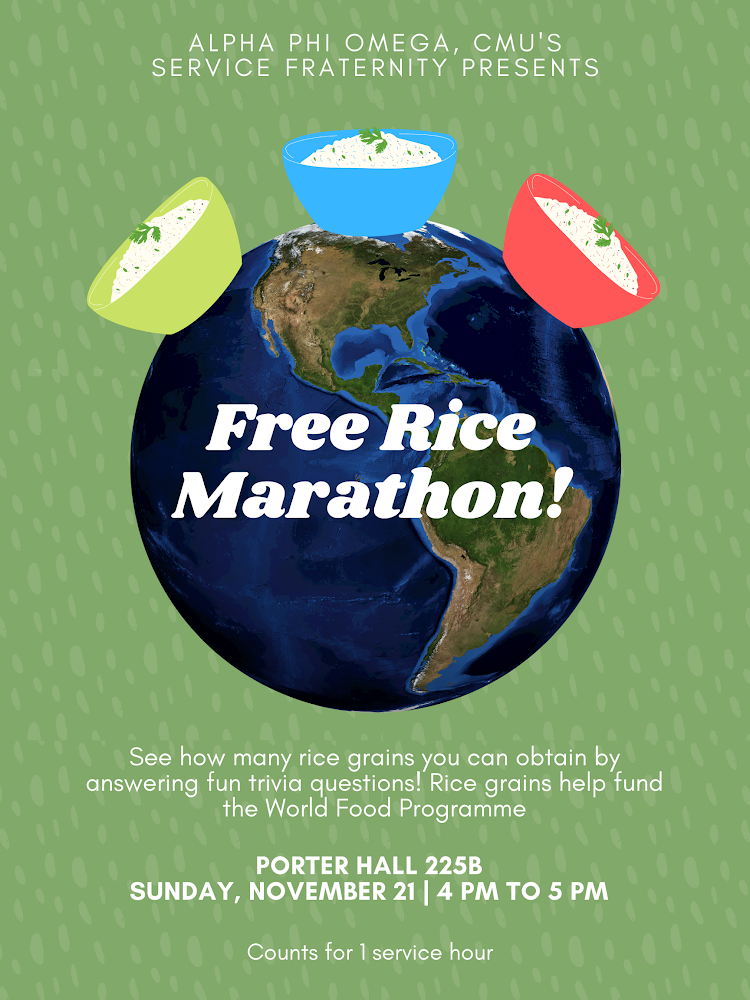 ALPHA PHI OMEGA, CMU'S
SERVICE FRATERNITY PRESENTS
Free Rice
Marathon!
See how many rice grains you can obtain by
answering fun trivia questions! Rice grains help fund
the World Food Programme
PORTER HALL 225B
SUNDAY, NOVEMBER 21 | 4 PM TO 5 PM
Counts for 1 service hour